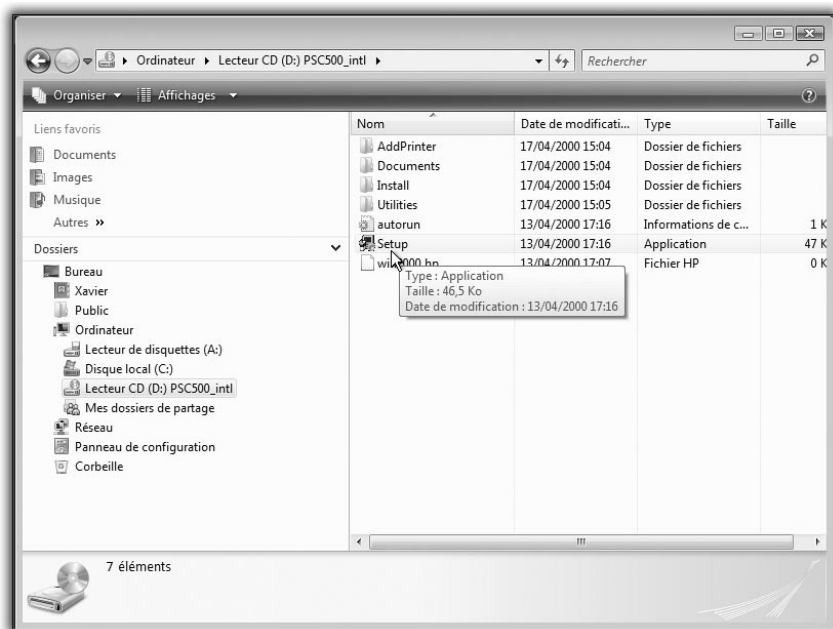 Ordinateur Lecteur CD (D:) PSC500_intl
Rechercher
Organiser Affichages
Liens favoris
Documents
Images
Musique
Autres »
Dossiers
Bureau
Xavier
Public
Ordinateur
Lecteur de disquettes (A:)
Disque local (C:)
Lecteur CD (D:) PSC500_intl
Mes dossiers de partage
Réseau
Panneau de configuration
Corbeille
Nom Date de modificati... Type Taille
AddPrinter 17/04/2000 15:04 Dossier de fichiers
Documents 17/04/2000 15:04 Dossier de fichiers
Install 17/04/2000 15:04 Dossier de fichiers
Utilities 17/04/2000 15:05 Dossier de fichiers
autorun 13/04/2000 17:16 Informations de c... 1 K
Setup 13/04/2000 17:16 Application 47 K
13/04/2000 17:07 Fichier HP 0 K
Type : Application
Taille : 46,5 Ko
Date de modification : 13/04/2000 17:16
7 éléments